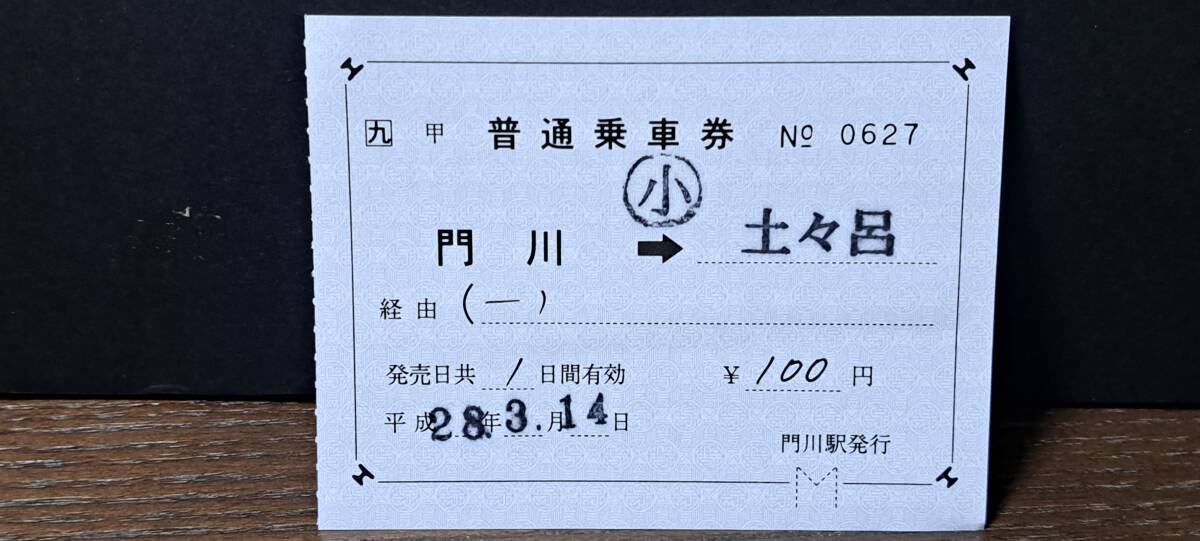 九 甲 普通乗車券 № 0627
小
門川 ➡ 土々呂
経由 (一)
発売日共 1 日間有効 ¥ 100 円
平成 28.年 3.月 14 日
門川駅発行